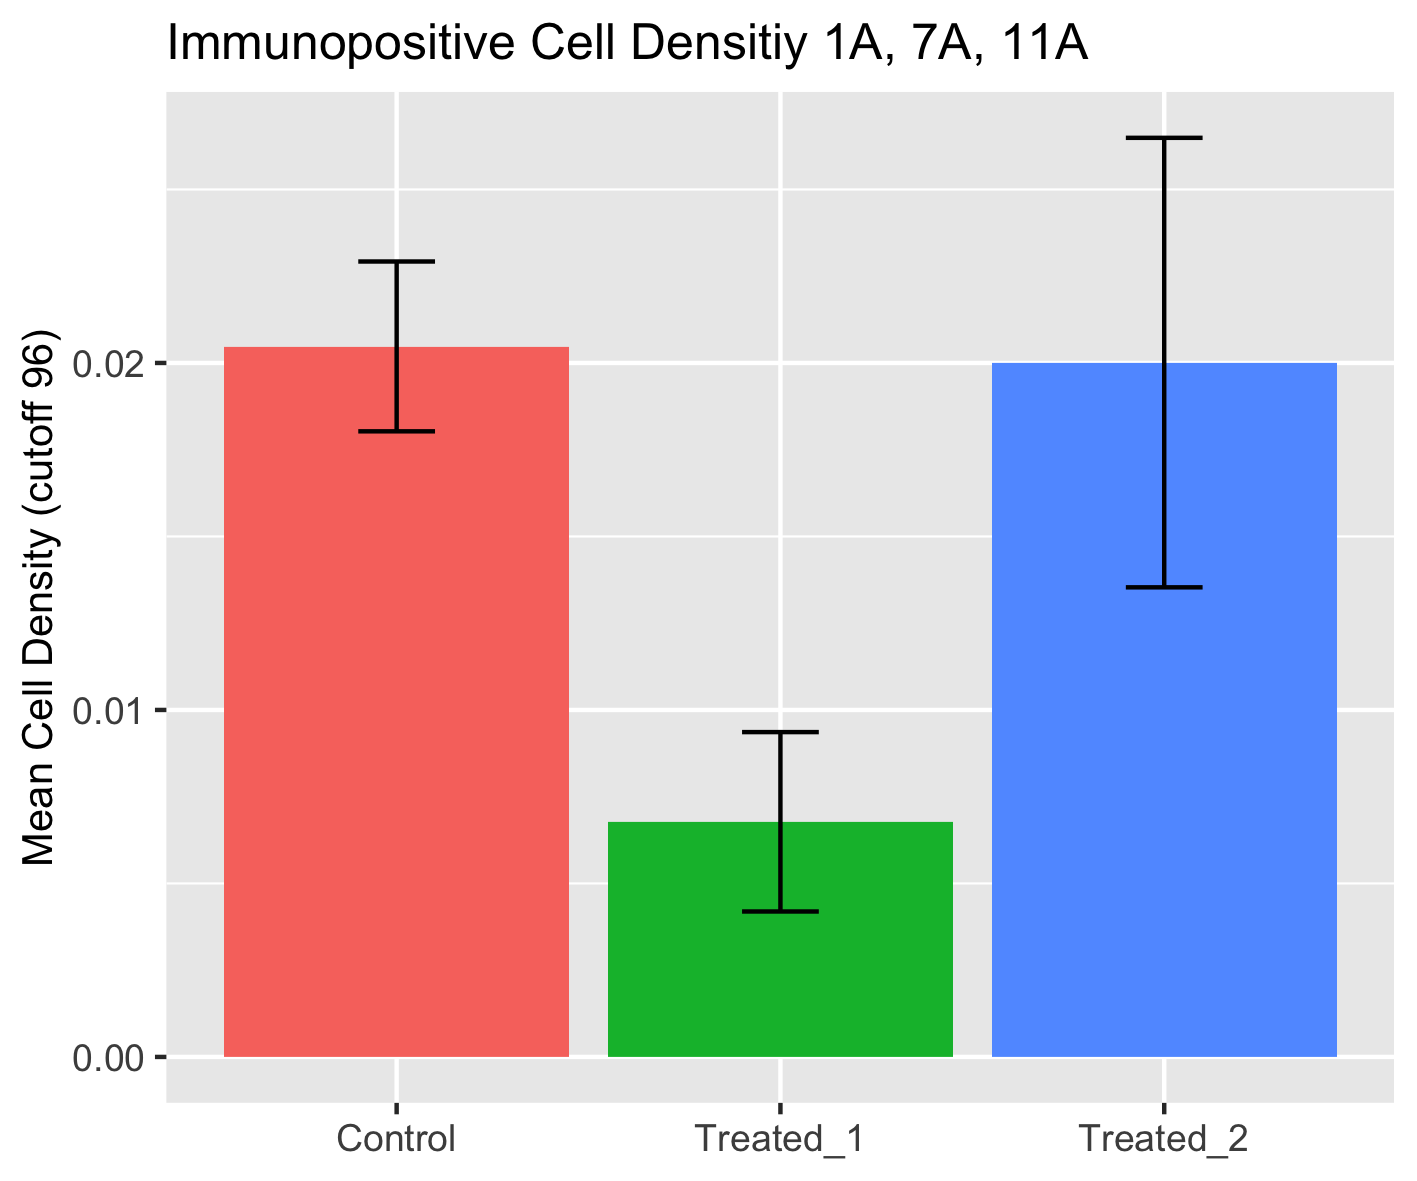 Immunopositive Cell Densitiy 1A, 7A, 11A
Mean Cell Density (cutoff 96)
0.02
0.01
0.00
Control
Treated_1
Treated_2